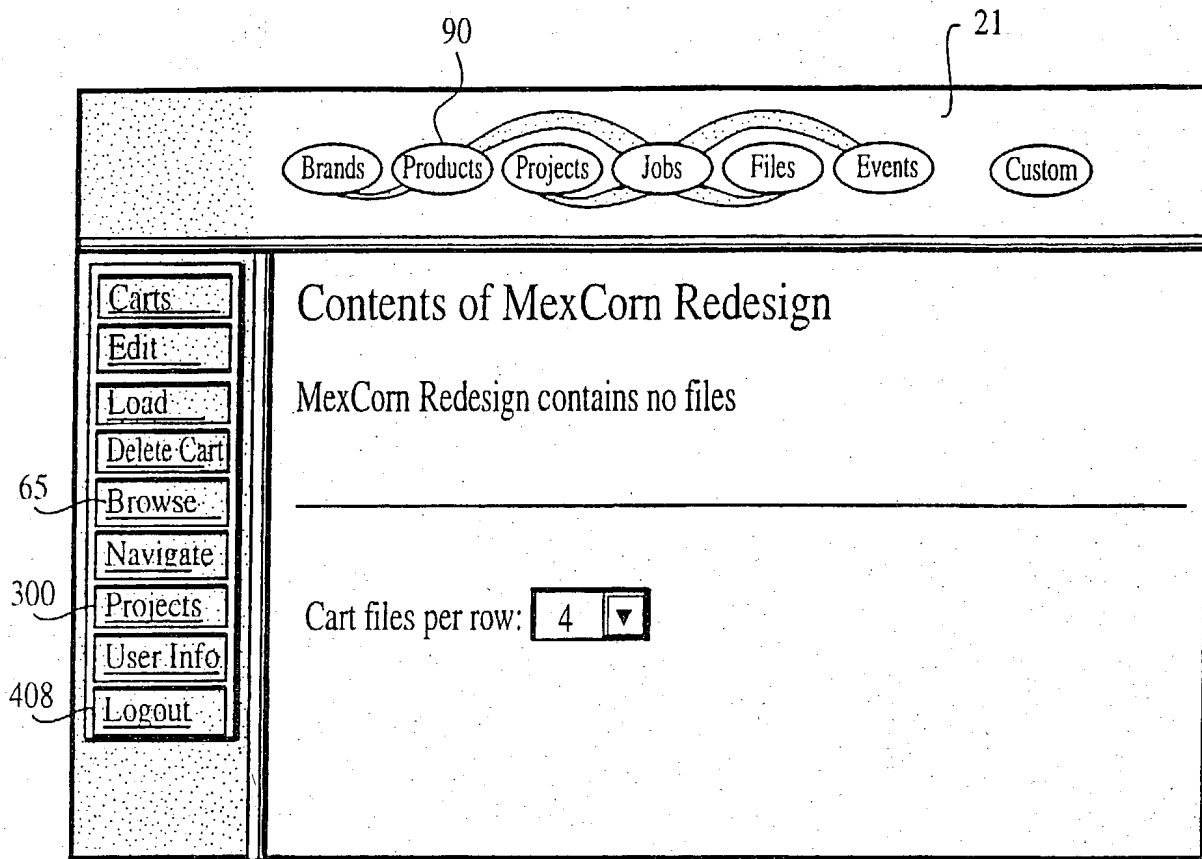 90
21
Brands Products Projects Jobs Files Events Custom
Carts
Edit
Load
Delete Cart
Browse
Navigate
Projects
User Info
Logout
65
300
408
Contents of MexCorn Redesign
MexCorn Redesign contains no files
Cart files per row: 4